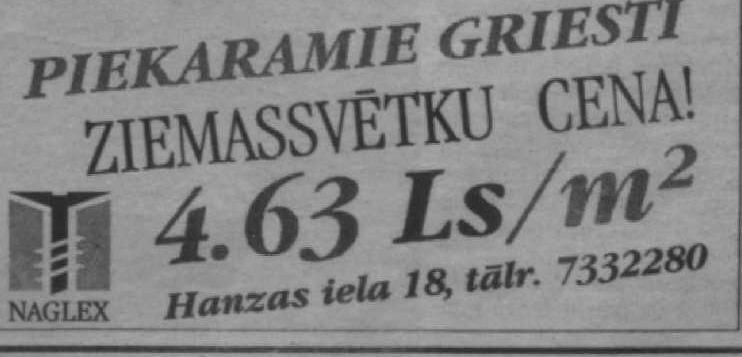 PIEKARAMIE GRIESTI
ZIEMASSVĒTKU CENA!
4.63 Ls/m²
Hanzas iela 18, tālr. 7332280
NAGLEX